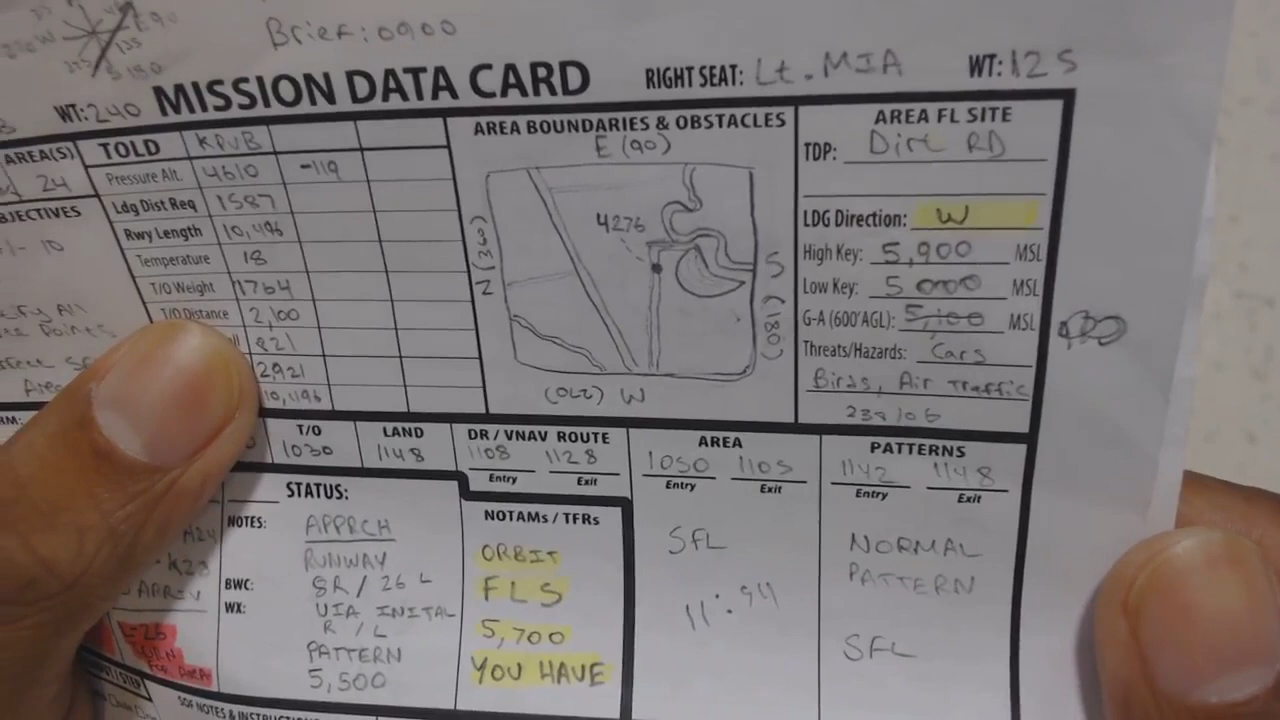 Brief: 0900
MISSION DATA CARD
WT: 240
RIGHT SEAT: Lt. MIA
WT: 125
AREA(S)
24
TOLD KPUB
Pressure Alt. 4610 -119
Ldg Dist Req 1587
Rwy Length 10,496
Temperature 18
T/O Weight 1764
T/O Distance 2,100
821
2,921
10,496
+/- 10
AREA BOUNDARIES & OBSTACLES
E (90)
N (360)
4276
S (180)
(270) W
AREA FL SITE
TDP: Dirt RD
LDG Direction: W
High Key: 5,900 MSL
Low Key: 5000 MSL
G-A (600'AGL): 5,100 MSL
Threats/Hazards: Cars
Birds, Air Traffic
T/O
1030
LAND
1148
DR / VNAV ROUTE
1108 1128
Entry Exit
AREA
1050 1105
Entry Exit
PATTERNS
1142 1148
Entry Exit
STATUS:
NOTES: APPRCH
RUNWAY
BWC: 8R / 26 L
WX: VIA INITAL
R / L
PATTERN
5,500
NOTAMs / TFRs
ORBIT
FLS
5,700
YOU HAVE
SFL
NORMAL
PATTERN
SFL
SOF NOTES &